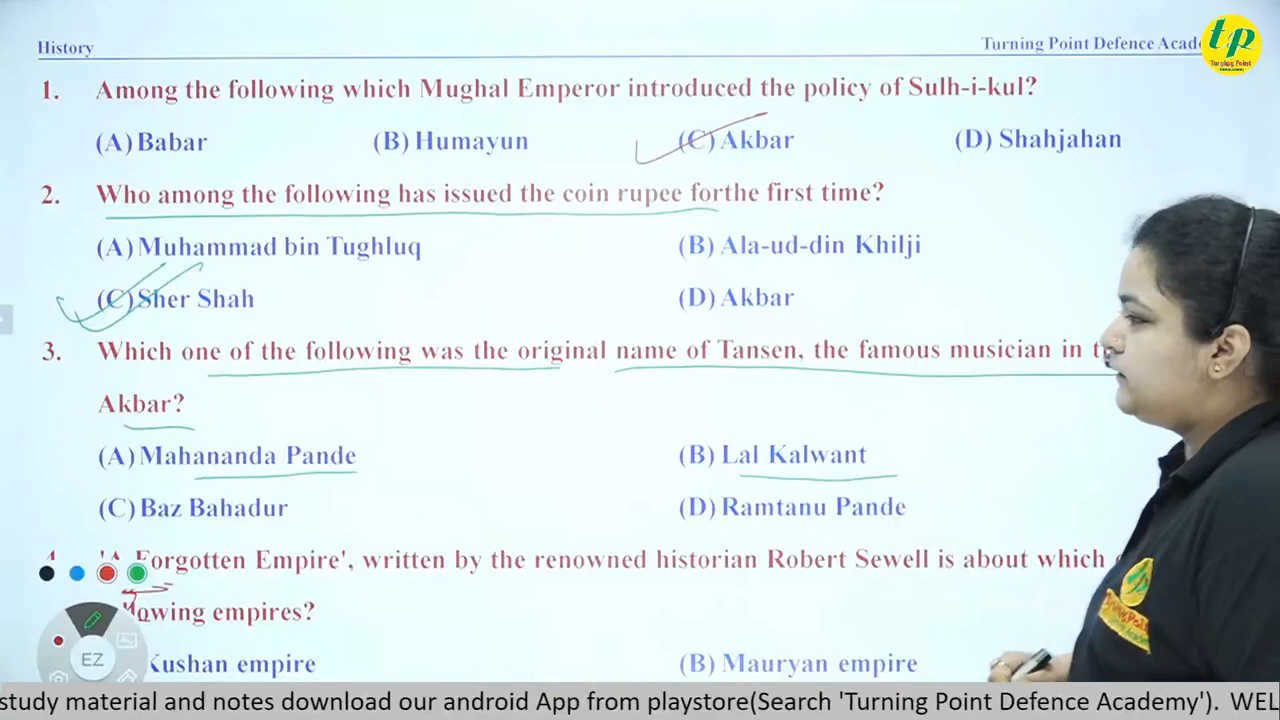 History
Turning Point Defence Acade
tp
Turning Point
1. Among the following which Mughal Emperor introduced the policy of Sulh-i-kul?
(A) Babar (B) Humayun (C) Akbar (D) Shahjahan
2. Who among the following has issued the coin rupee forthe first time?
(A) Muhammad bin Tughluq (B) Ala-ud-din Khilji
(C) Sher Shah (D) Akbar
3. Which one of the following was the original name of Tansen, the famous musician in
Akbar?
(A) Mahananda Pande (B) Lal Kalwant
(C) Baz Bahadur (D) Ramtanu Pande
'A Forgotten Empire', written by the renowned historian Robert Sewell is about which
owing empires?
Kushan empire (B) Mauryan empire
EZ
study material and notes download our android App from playstore(Search 'Turning Point Defence Academy'). WEL